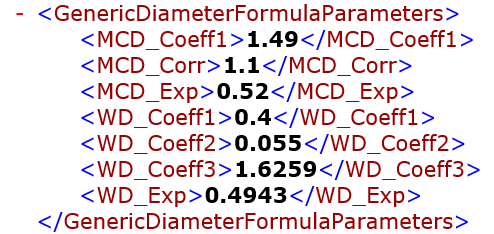 - <GenericDiameterFormulaParameters>
<MCD_Coeff1>1.49</MCD_Coeff1>
<MCD_Corr>1.1</MCD_Corr>
<MCD_Exp>0.52</MCD_Exp>
<WD_Coeff1>0.4</WD_Coeff1>
<WD_Coeff2>0.055</WD_Coeff2>
<WD_Coeff3>1.6259</WD_Coeff3>
<WD_Exp>0.4943</WD_Exp>
</GenericDiameterFormulaParameters>